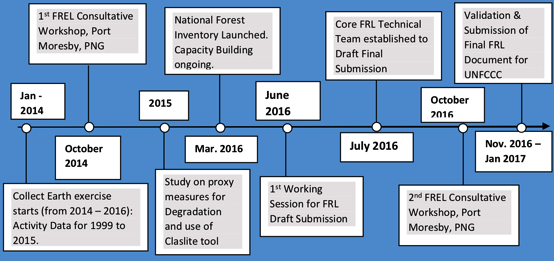 1st FREL Consultative
Workshop, Port
Moresby, PNG
National Forest
Inventory Launched.
Capacity Building
ongoing.
Core FRL Technical
Team established to
Draft Final
Submission
Validation &
Submission of
Final FRL
Document for
UNFCCC
Jan -
2014
2015
June
2016
October
2016
October
2014
Mar. 2016
July 2016
Nov. 2016 –
Jan 2017
Collect Earth exercise
starts (from 2014 – 2016):
Activity Data for 1999 to
2015.
Study on proxy
measures for
Degradation
and use of
Claslite tool
1st Working
Session for FRL
Draft Submission
2nd FREL Consultative
Workshop, Port
Moresby, PNG